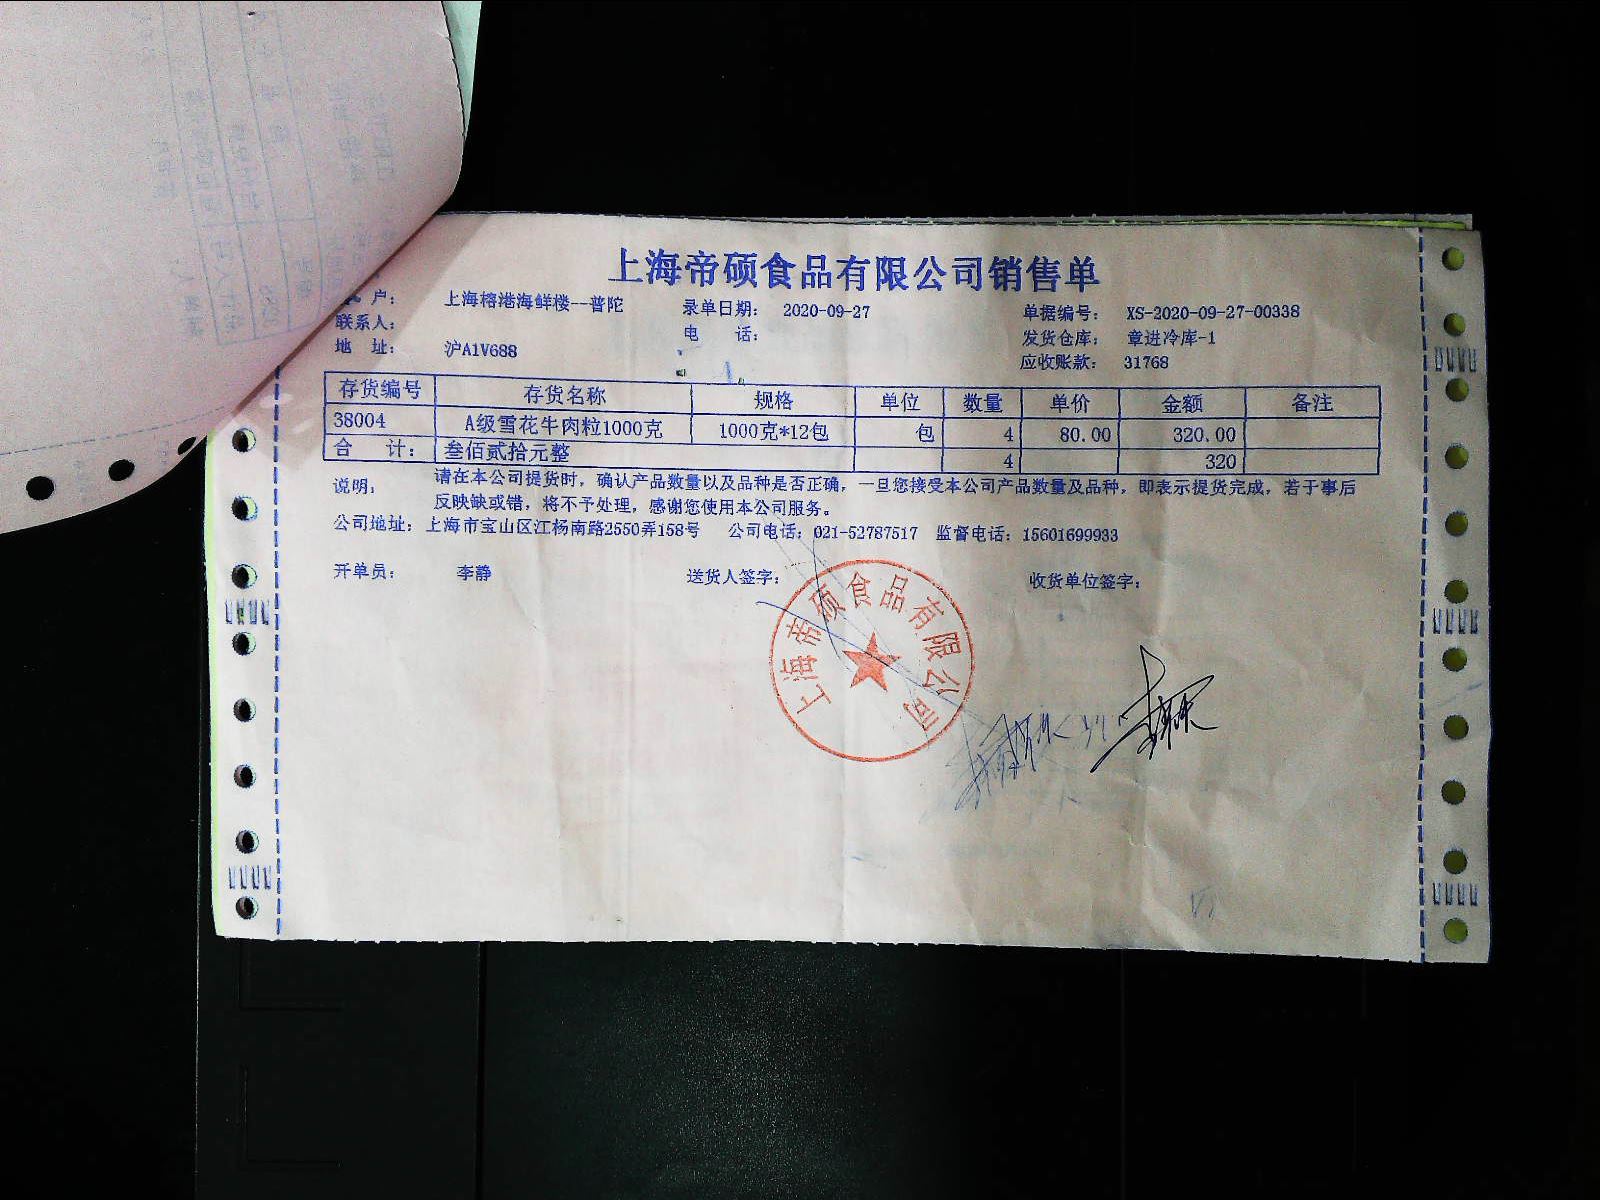 上海帝硕食品有限公司销售单
户： 上海榕港海鲜楼--普陀 录单日期： 2020-09-27 单据编号： XS-2020-09-27-00338
联系人： 电 话： 发货仓库： 章进冷库-1
地 址： 沪A1V688 应收账款： 31768
存货编号 存货名称 规格 单位 数量 单价 金额 备注
38004 A级雪花牛肉粒1000克 1000克*12包 包 4 80.00 320.00
合 计： 叁佰贰拾元整 4 320
说明： 请在本公司提货时，确认产品数量以及品种是否正确，一旦您接受本公司产品数量及品种，即表示提货完成，若于事后
反映缺或错，将不予处理，感谢您使用本公司服务。
公司地址：上海市宝山区江杨南路2550弄158号 公司电话：021-52787517 监督电话：15601699933
开单员： 李静 送货人签字： 收货单位签字：
上海帝硕食品有限公司